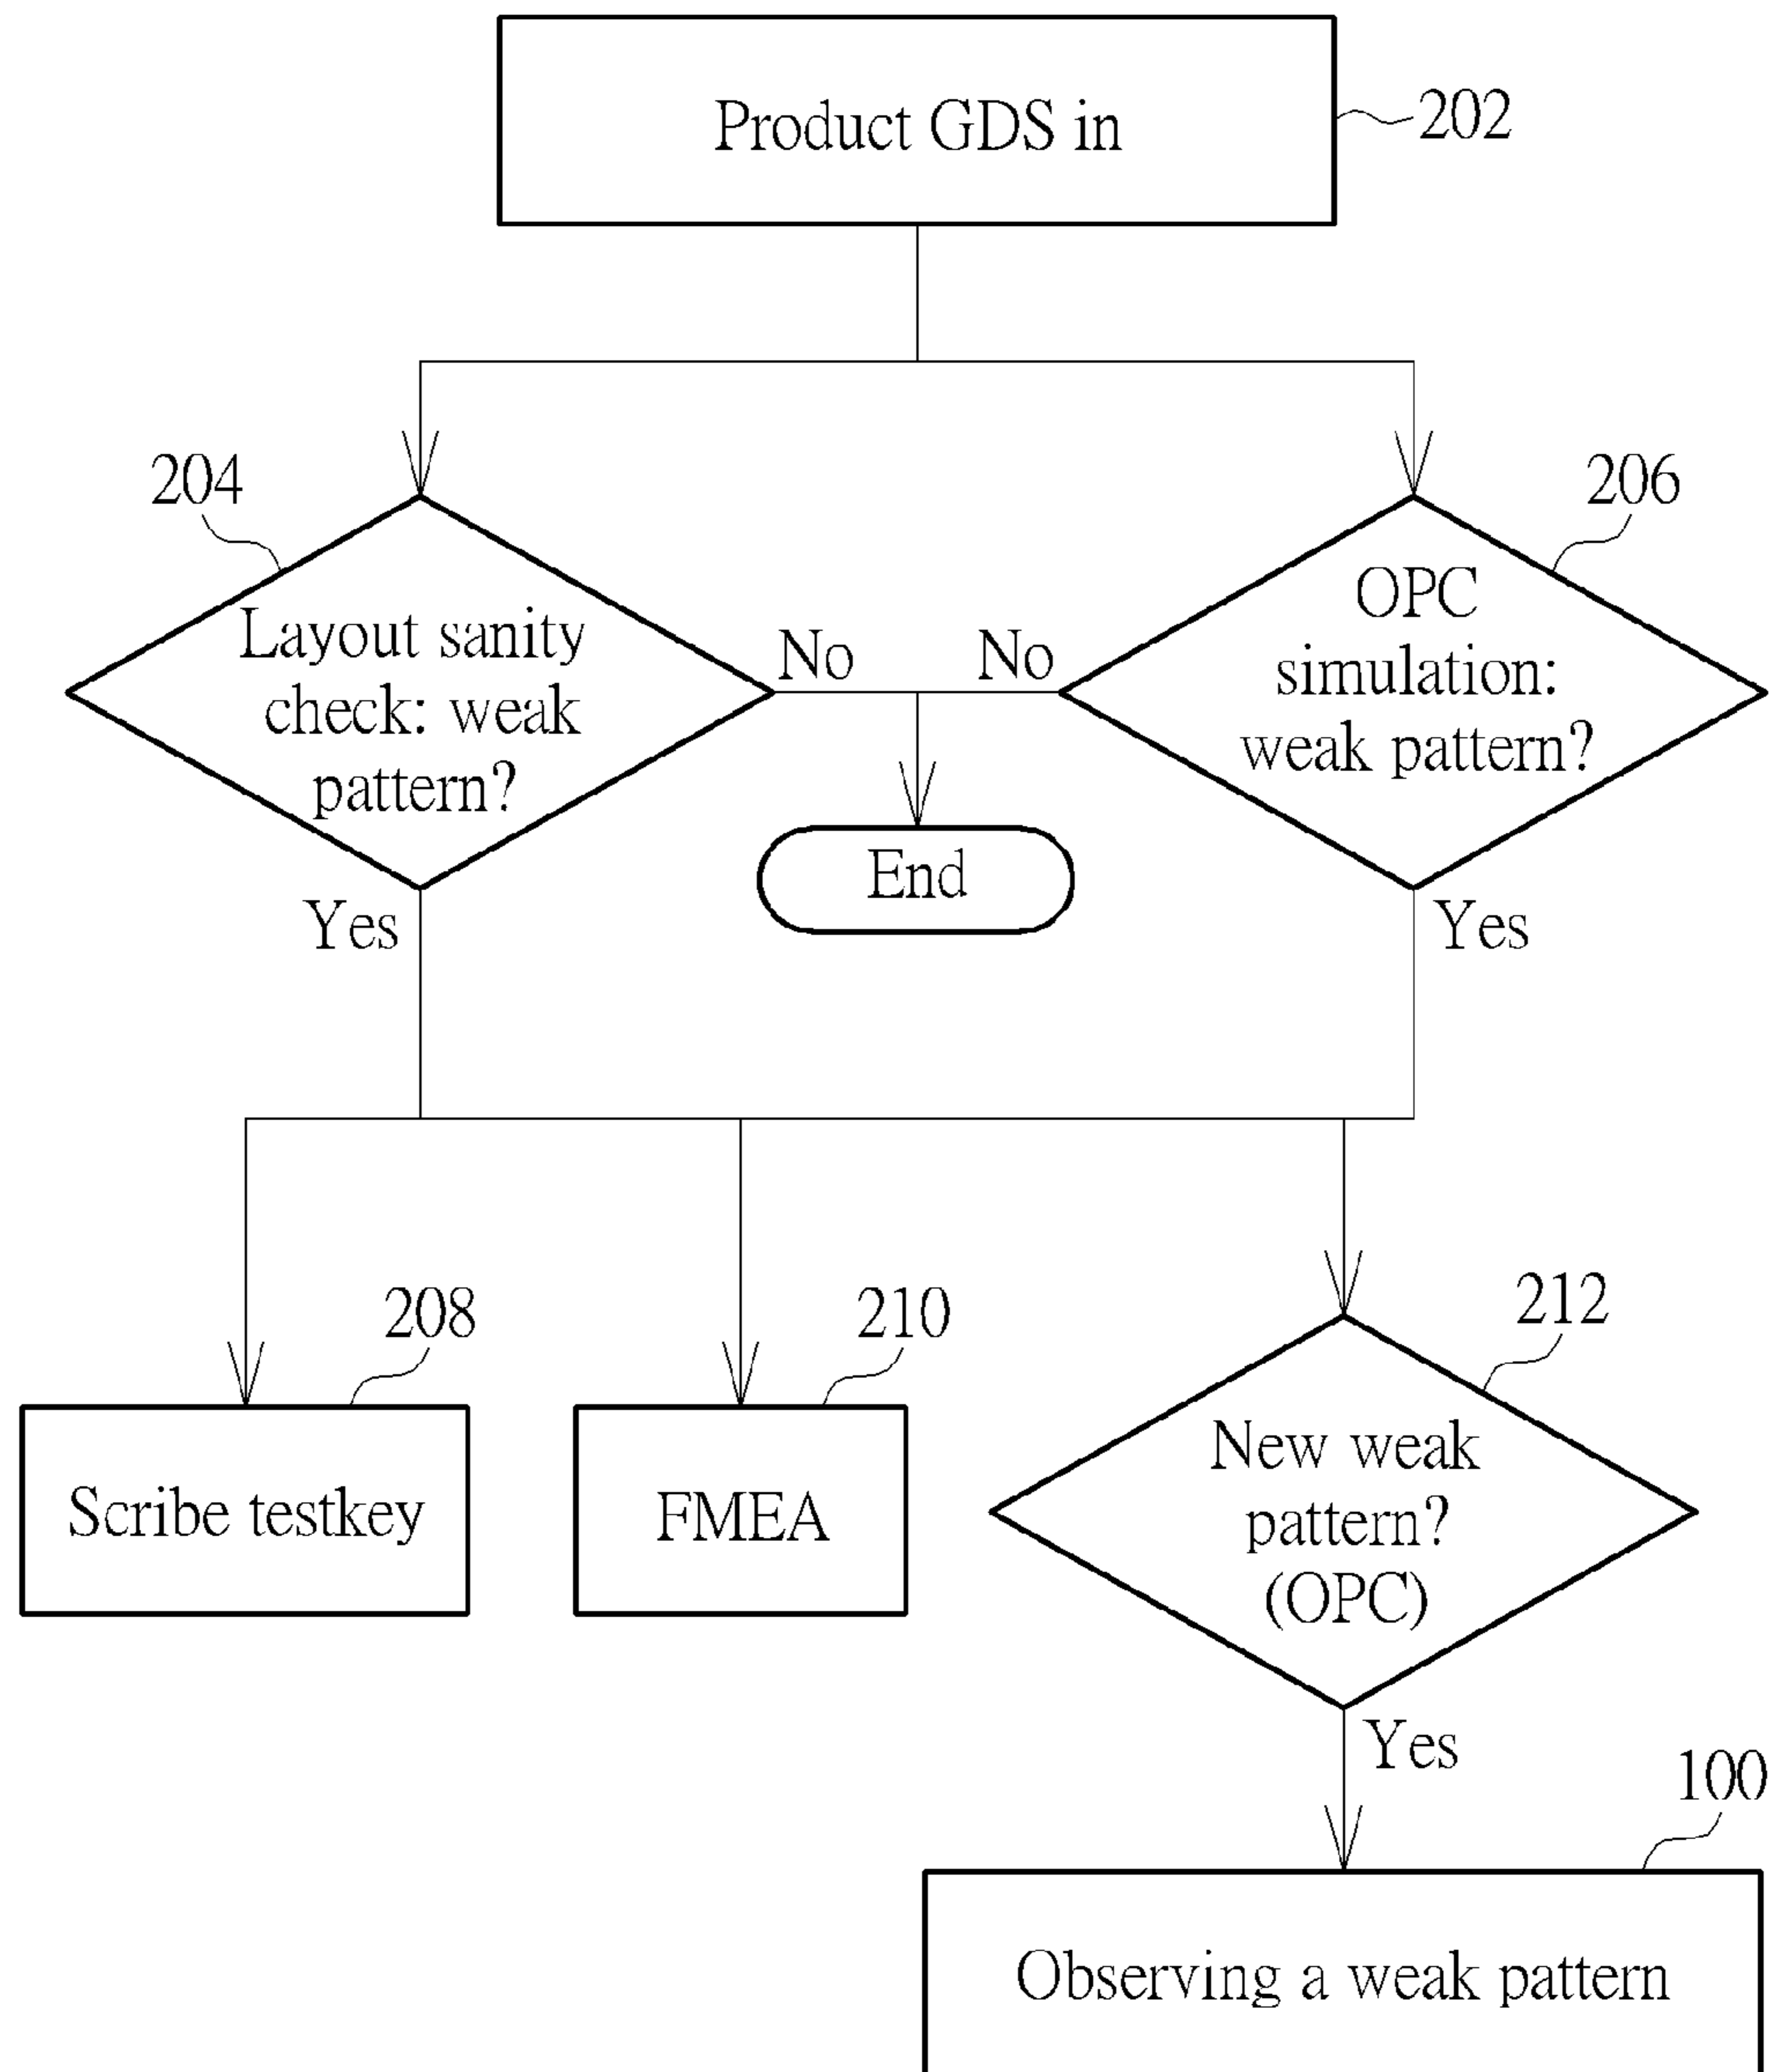 Product GDS in
202
204
206
Layout sanity
check: weak
pattern?
No
No
OPC
simulation:
weak pattern?
End
Yes
Yes
208
210
212
Scribe testkey
FMEA
New weak
pattern?
(OPC)
Yes
100
Observing a weak pattern